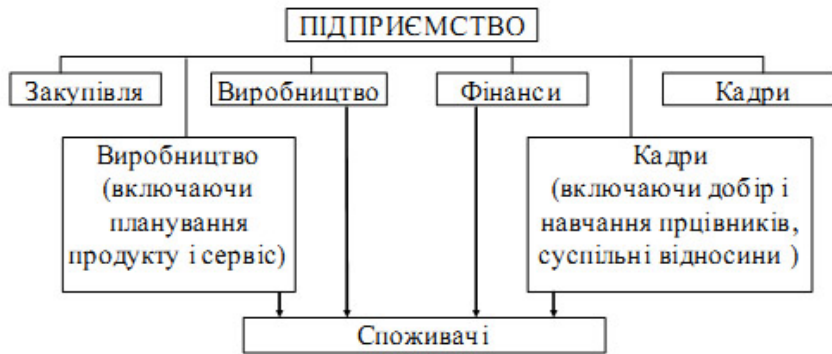 ПІДПРИЄМСТВО
Закупівля
Виробництво
Фінанси
Кадри
Виробництво
(включаючи
планування
продукту і сервіс)
Кадри
(включаючи добір і
навчання прцівників,
суспільні відносини )
Споживачі